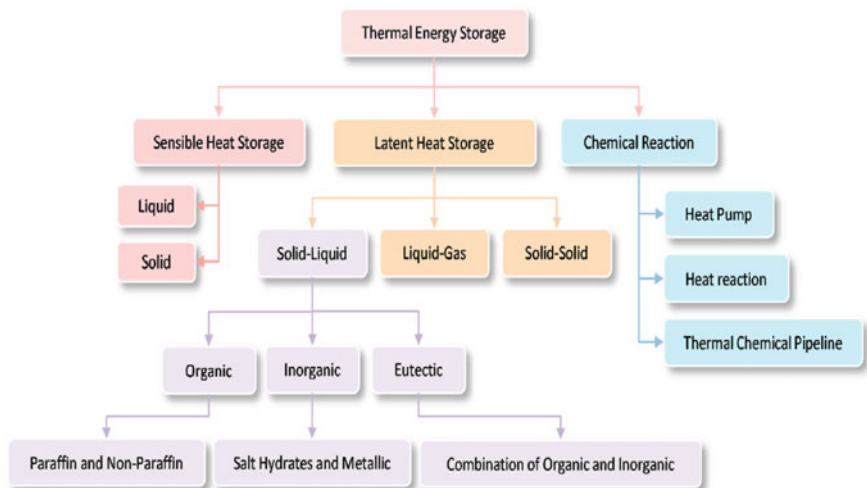 Thermal Energy Storage
Sensible Heat Storage
Latent Heat Storage
Chemical Reaction
Liquid
Solid
Solid-Liquid
Liquid-Gas
Solid-Solid
Heat Pump
Heat reaction
Thermal Chemical Pipeline
Organic
Inorganic
Eutectic
Paraffin and Non-Paraffin
Salt Hydrates and Metallic
Combination of Organic and Inorganic